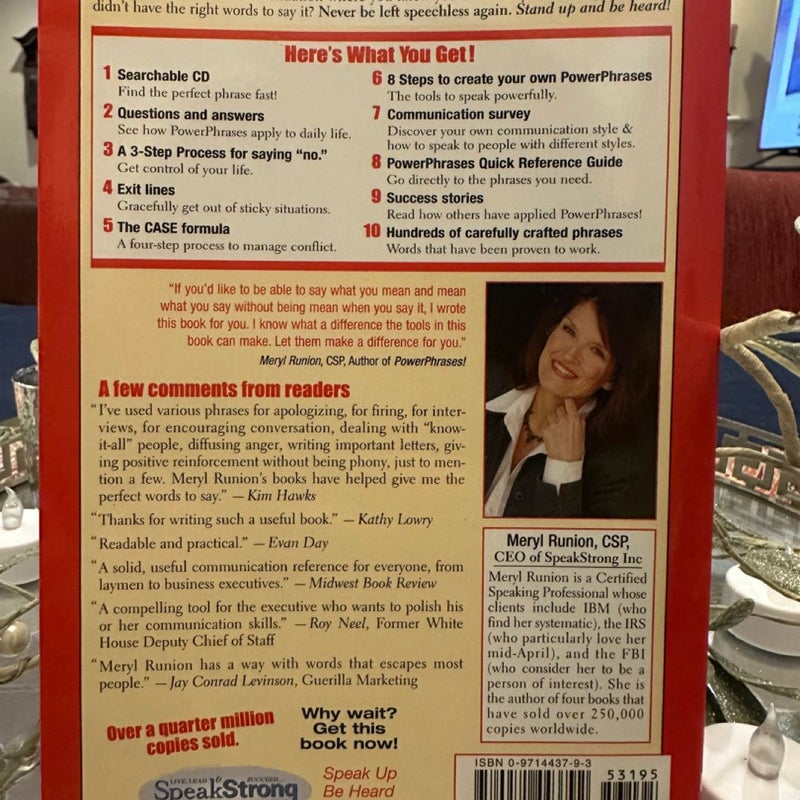 didn't have the right words to say it? Never be left speechless again. Stand up and be heard!
Here's What You Get!
1 Searchable CD
Find the perfect phrase fast!
2 Questions and answers
See how PowerPhrases apply to daily life.
3 A 3-Step Process for saying “no.”
Get control of your life.
4 Exit lines
Gracefully get out of sticky situations.
5 The CASE formula
A four-step process to manage conflict.
6 8 Steps to create your own PowerPhrases
The tools to speak powerfully.
7 Communication survey
Discover your own communication style &
how to speak to people with different styles.
8 PowerPhrases Quick Reference Guide
Go directly to the phrases you need.
9 Success stories
Read how others have applied PowerPhrases!
10 Hundreds of carefully crafted phrases
Words that have been proven to work.
“If you'd like to be able to say what you mean and mean
what you say without being mean when you say it, I wrote
this book for you. I know what a difference the tools in this
book can make. Let them make a difference for you.”
Meryl Runion, CSP, Author of PowerPhrases!
A few comments from readers
“I've used various phrases for apologizing, for firing, for inter-
views, for encouraging conversation, dealing with “know-
it-all” people, diffusing anger, writing important letters, giv-
ing positive reinforcement without being phony, just to men-
tion a few. Meryl Runion's books have helped give me the
perfect words to say.” — Kim Hawks
“Thanks for writing such a useful book.” — Kathy Lowry
“Readable and practical.” — Evan Day
“A solid, useful communication reference for everyone, from
laymen to business executives.” — Midwest Book Review
“A compelling tool for the executive who wants to polish his
or her communication skills.” — Roy Neel, Former White
House Deputy Chief of Staff
“Meryl Runion has a way with words that escapes most
people.” — Jay Conrad Levinson, Guerilla Marketing
Meryl Runion, CSP,
CEO of SpeakStrong Inc
Meryl Runion is a Certified
Speaking Professional whose
clients include IBM (who
find her systematic), the IRS
(who particularly love her
mid-April), and the FBI
(who consider her to be a
person of interest). She is
the author of four books that
have sold over 250,000
copies worldwide.
Over a quarter million
copies sold.
Why wait?
Get this
book now!
LIVE, LEAD & SUCCEED
SpeakStrong
Speak Up
Be Heard
ISBN 0-9714437-9-3
53195